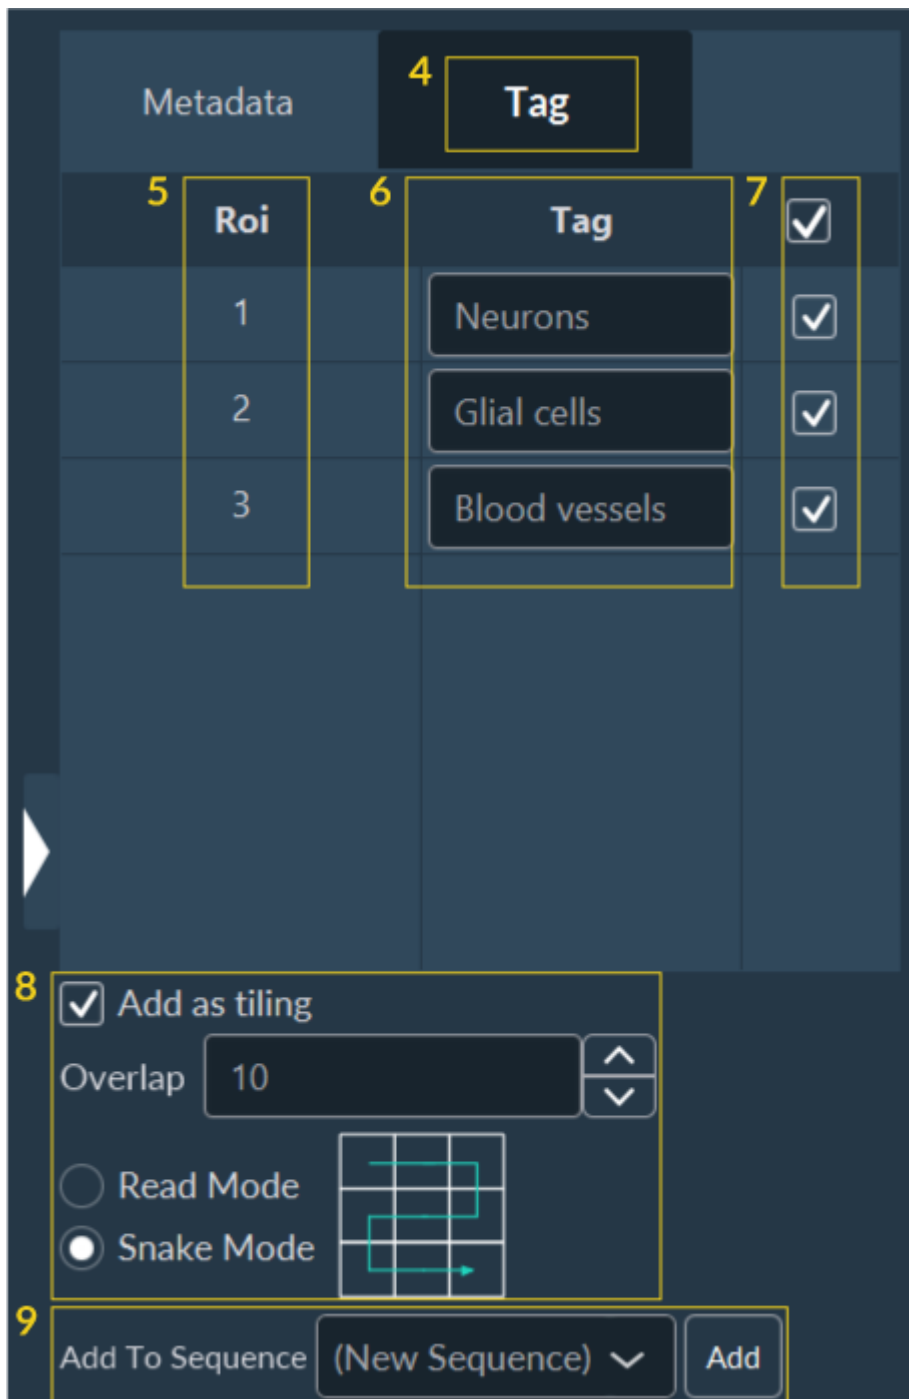 Metadata 4 Tag
5 Roi 6 Tag 7
1 Neurons
2 Glial cells
3 Blood vessels
8 Add as tiling
Overlap 10
Read Mode
Snake Mode
9
Add To Sequence (New Sequence) Add